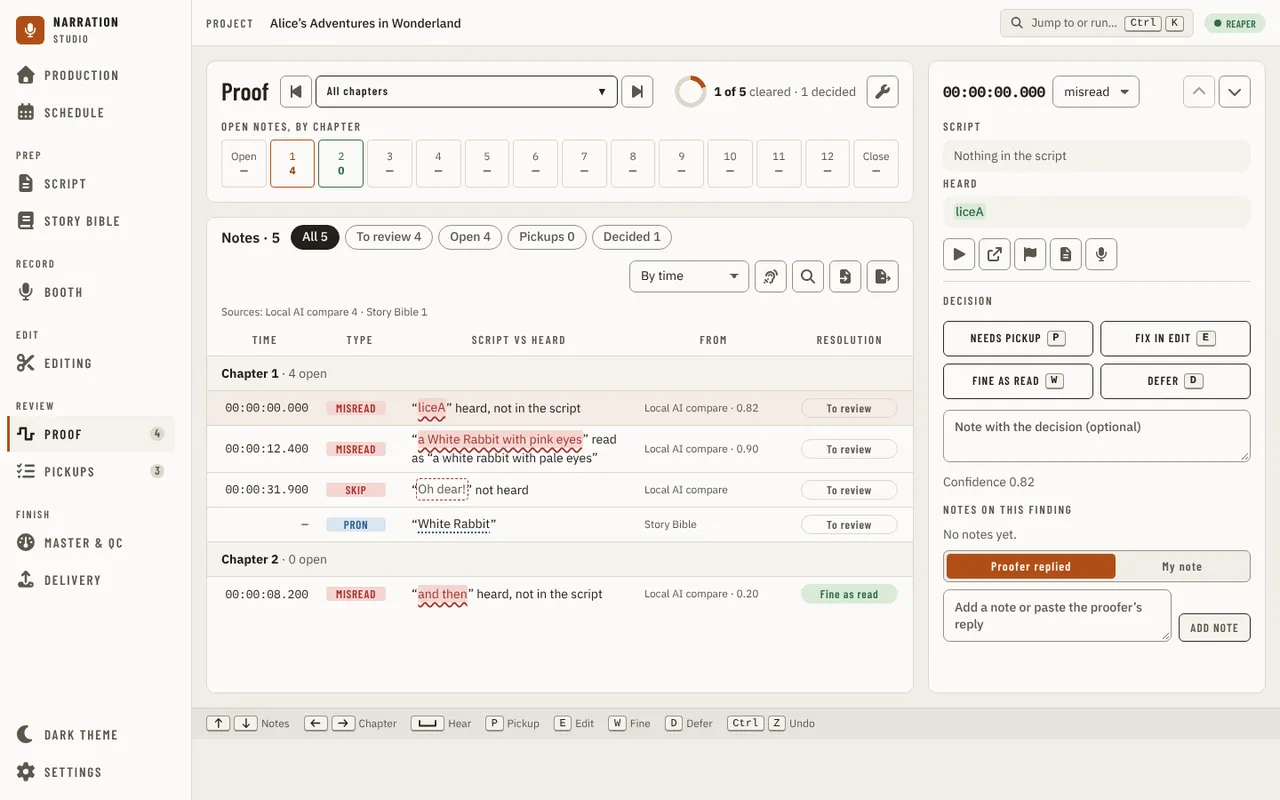 NARRATION
STUDIO
PRODUCTION
SCHEDULE
PREP
SCRIPT
STORY BIBLE
RECORD
BOOTH
EDIT
EDITING
REVIEW
PROOF 4
PICKUPS 3
FINISH
MASTER & QC
DELIVERY
DARK THEME
SETTINGS
PROJECT Alice’s Adventures in Wonderland
Jump to or run… Ctrl K
REAPER
Proof
All chapters
1 of 5 cleared · 1 decided
OPEN NOTES, BY CHAPTER
Open 1 2 3 4 5 6 7 8 9 10 11 12 Close
– 4 0 – – – – – – – – – – –
Notes · 5 All 5 To review 4 Open 4 Pickups 0 Decided 1
By time
Sources: Local AI compare 4 · Story Bible 1
TIME TYPE SCRIPT VS HEARD FROM RESOLUTION
Chapter 1 · 4 open
00:00:00.000 MISREAD “liceA” heard, not in the script Local AI compare · 0.82 To review
00:00:12.400 MISREAD “a White Rabbit with pink eyes” read as “a white rabbit with pale eyes” Local AI compare · 0.90 To review
00:00:31.900 SKIP “Oh dear!” not heard Local AI compare To review
– PRON “White Rabbit” Story Bible To review
Chapter 2 · 0 open
00:00:08.200 MISREAD “and then” heard, not in the script Local AI compare · 0.20 Fine as read
00:00:00.000 misread
SCRIPT
Nothing in the script
HEARD
liceA
DECISION
NEEDS PICKUP P FIX IN EDIT E
FINE AS READ W DEFER D
Note with the decision (optional)
Confidence 0.82
NOTES ON THIS FINDING
No notes yet.
Proofer replied My note
Add a note or paste the proofer’s
reply
ADD NOTE
↑ ↓ Notes ← → Chapter Hear P Pickup E Edit W Fine D Defer Ctrl Z Undo